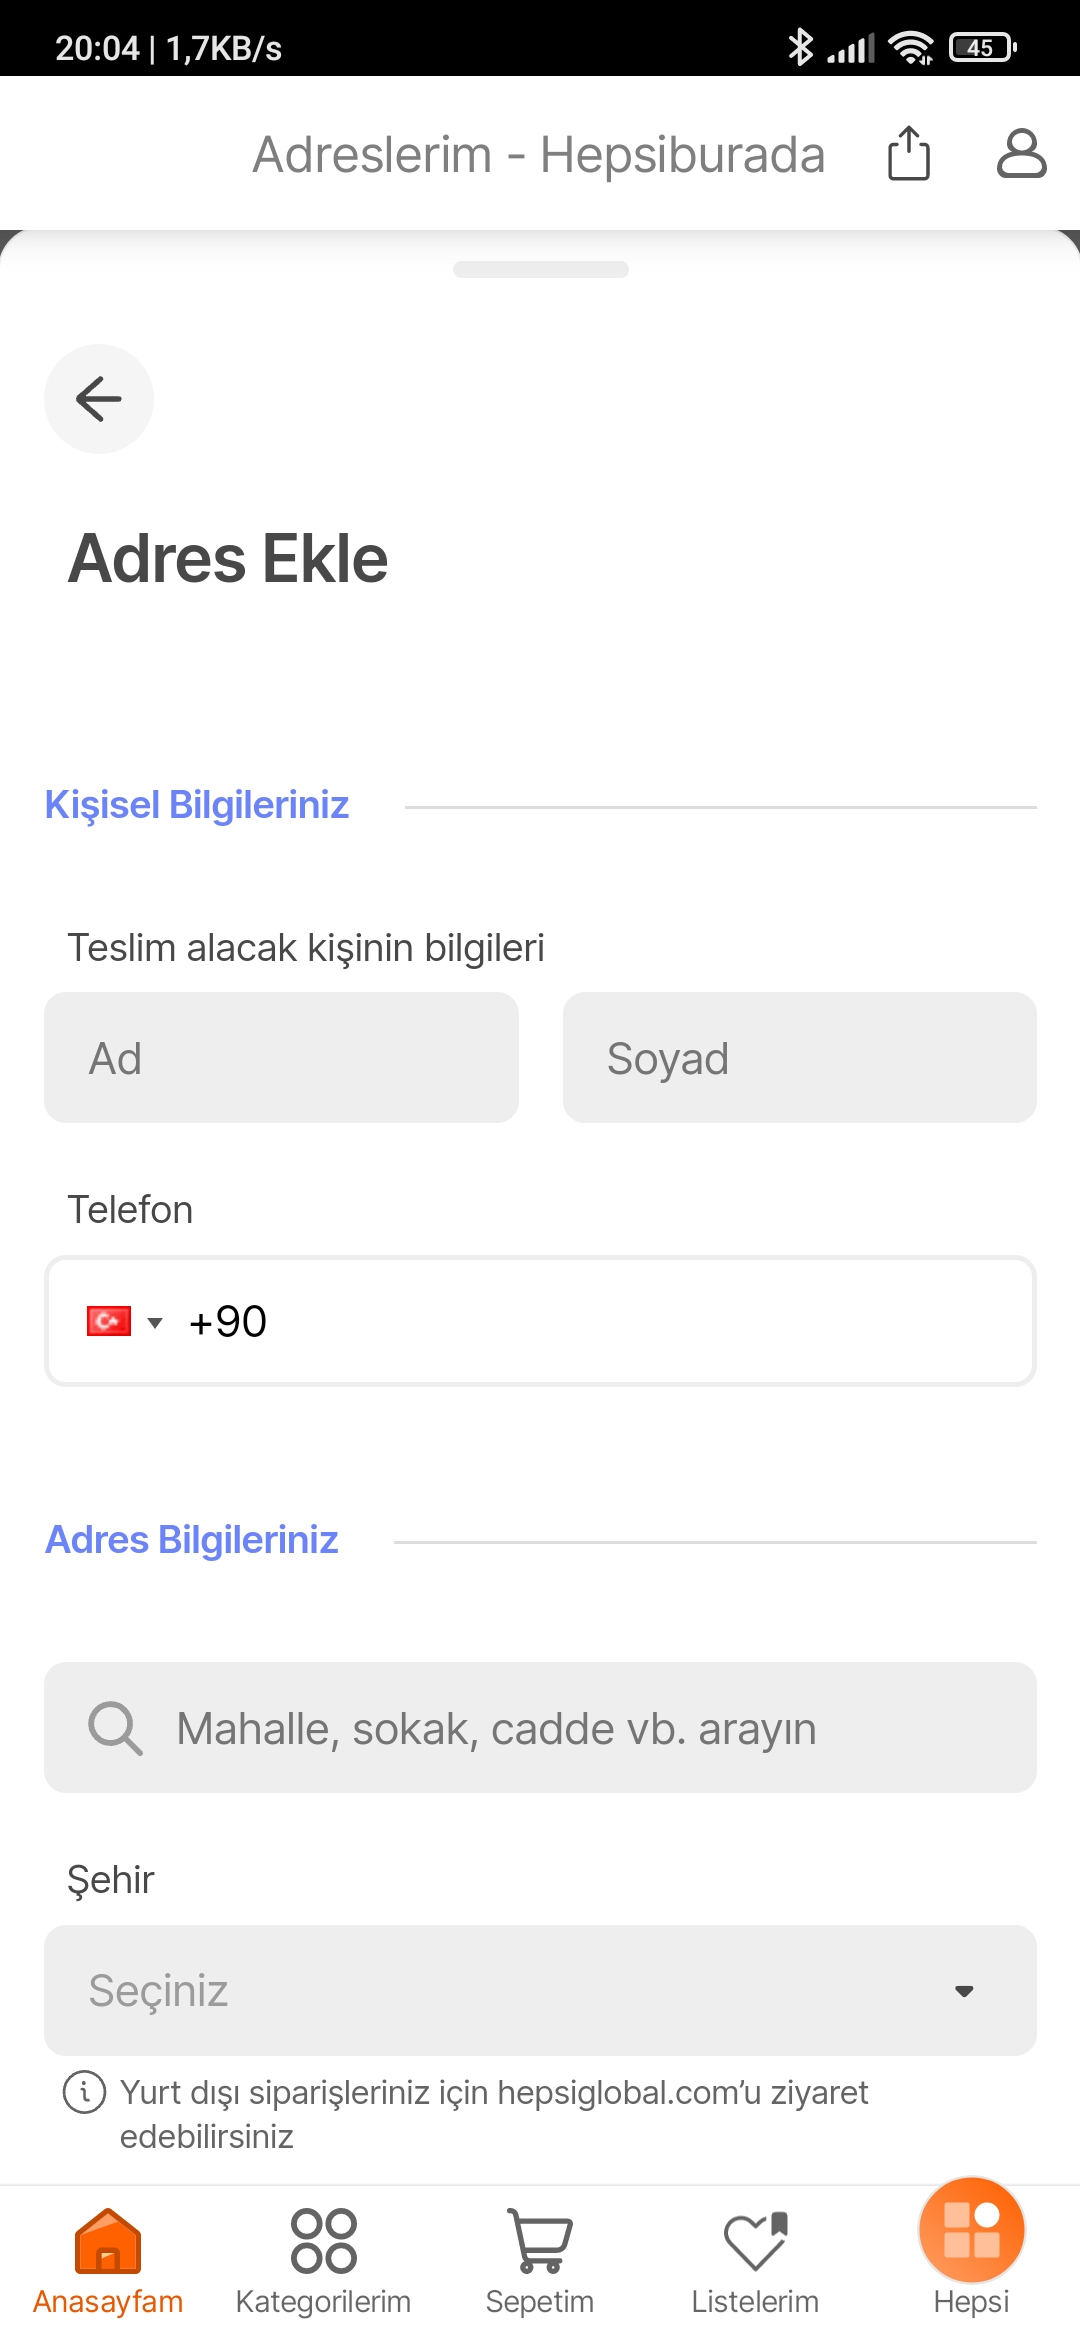 20:04 | 1,7KB/s
45
Adreslerim - Hepsiburada
Adres Ekle
Kişisel Bilgileriniz
Teslim alacak kişinin bilgileri
Ad
Soyad
Telefon
+90
Adres Bilgileriniz
Mahalle, sokak, cadde vb. arayın
Şehir
Seçiniz
Yurt dışı siparişleriniz için hepsiglobal.com’u ziyaret
edebilirsiniz
Anasayfam
Kategorilerim
Sepetim
Listelerim
Hepsi